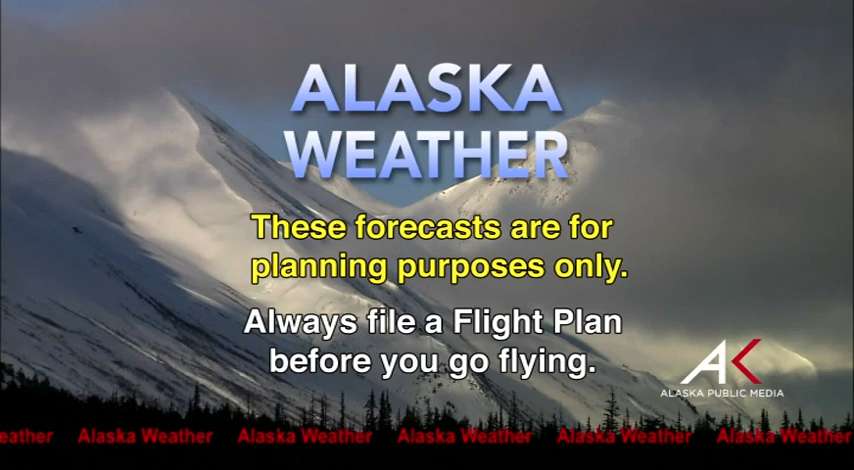 ALASKA
WEATHER
These forecasts are for
planning purposes only.
Always file a Flight Plan
before you go flying.
AK
ALASKA PUBLIC MEDIA
eather Alaska Weather Alaska Weather Alaska Weather Alaska Weather Alaska Weather